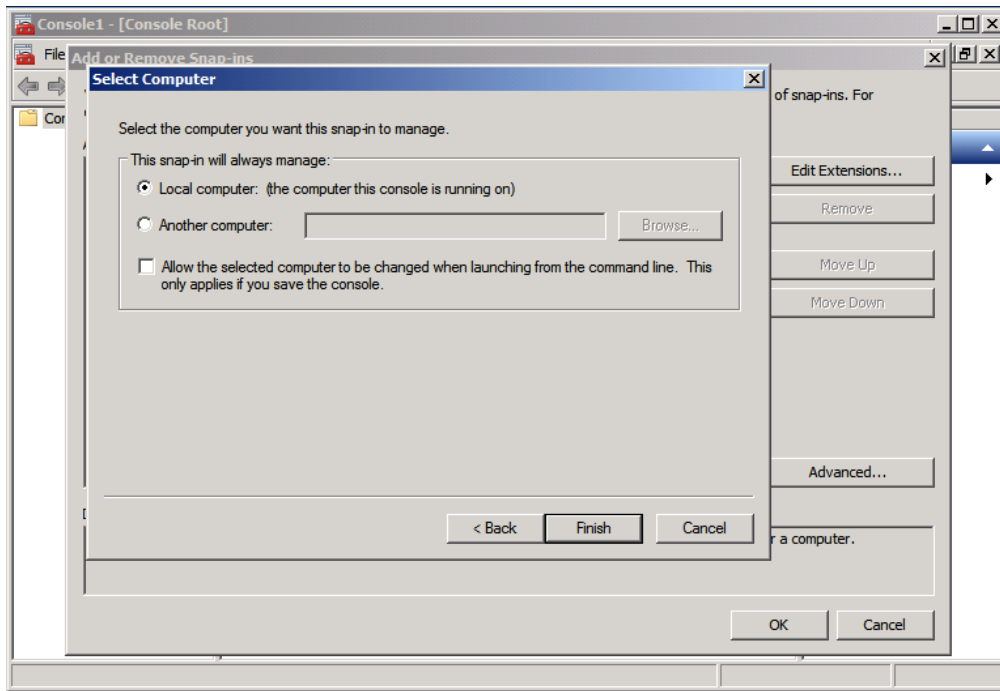 Console1 - [Console Root]
File
Add or Remove Snap-ins
Select Computer
of snap-ins. For
Select the computer you want this snap-in to manage.
This snap-in will always manage:
Local computer: (the computer this console is running on)
Another computer:
Browse...
Allow the selected computer to be changed when launching from the command line. This
only applies if you save the console.
Edit Extensions...
Remove
Move Up
Move Down
Advanced...
< Back
Finish
Cancel
r a computer.
OK
Cancel